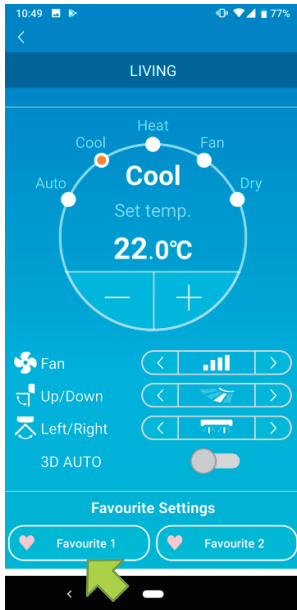 10:49 77%
LIVING
Heat
Cool Fan
Auto Dry
Cool
Set temp.
22.0°C
Fan
Up/Down
Left/Right
3D AUTO
Favourite Settings
Favourite 1 Favourite 2